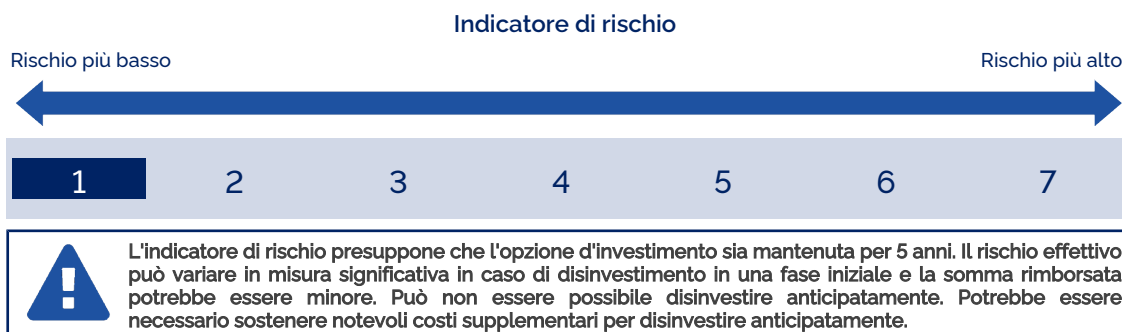 Indicatore di rischio
Rischio più basso Rischio più alto
1 2 3 4 5 6 7
L'indicatore di rischio presuppone che l'opzione d'investimento sia mantenuta per 5 anni. Il rischio effettivo
può variare in misura significativa in caso di disinvestimento in una fase iniziale e la somma rimborsata
potrebbe essere minore. Può non essere possibile disinvestire anticipatamente. Potrebbe essere
necessario sostenere notevoli costi supplementari per disinvestire anticipatamente.